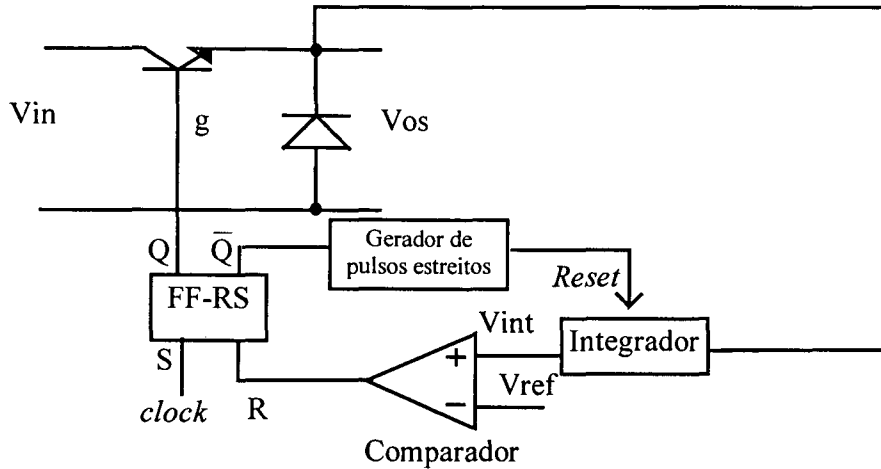 Vin
g
Vos
Q
Q̅
Gerador de
pulsos estreitos
Reset
FF-RS
Vint
Integrador
S
+
Vref
−
clock
R
Comparador